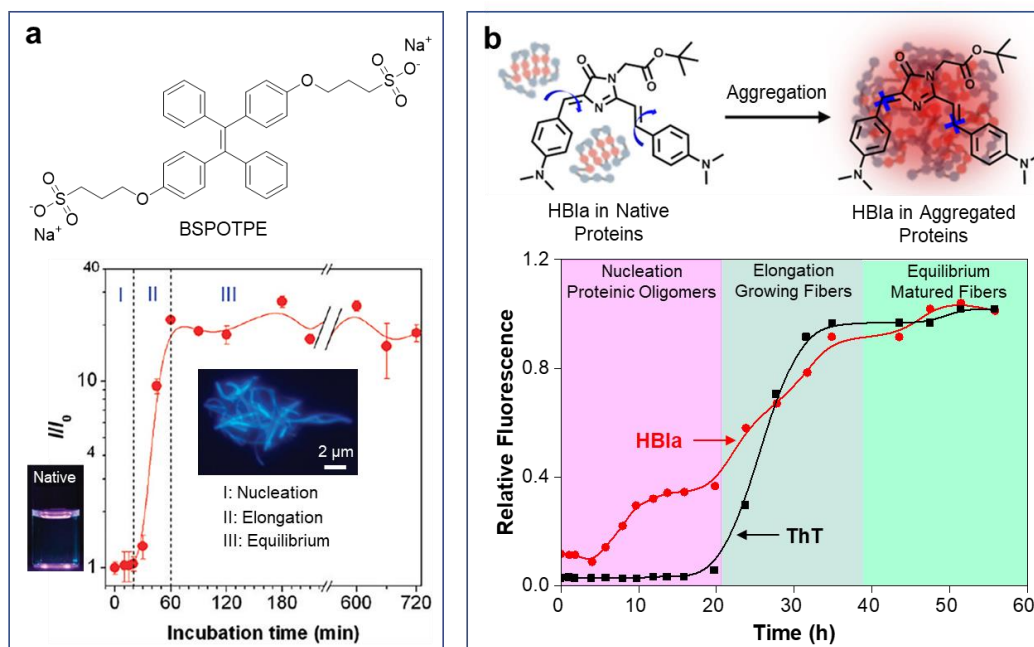 a
Na⁺
O
O
S
O⁻
O
O
O
S
⁻O
O
Na⁺
BSPOTPE
40
10
4
1
I/I₀
I
II
III
Native
2 μm
I: Nucleation
II: Elongation
III: Equilibrium
0
60
120
180
600
720
Incubation time (min)
b
O
O
O
N
N
N
N
Aggregation
O
O
O
N
N
N
N
HBIa in Native
Proteins
HBIa in Aggregated
Proteins
1.2
0.8
0.4
0.0
Relative Fluorescence
Nucleation
Proteinic Oligomers
Elongation
Growing Fibers
Equilibrium
Matured Fibers
HBIa
ThT
0
10
20
30
40
50
60
Time (h)